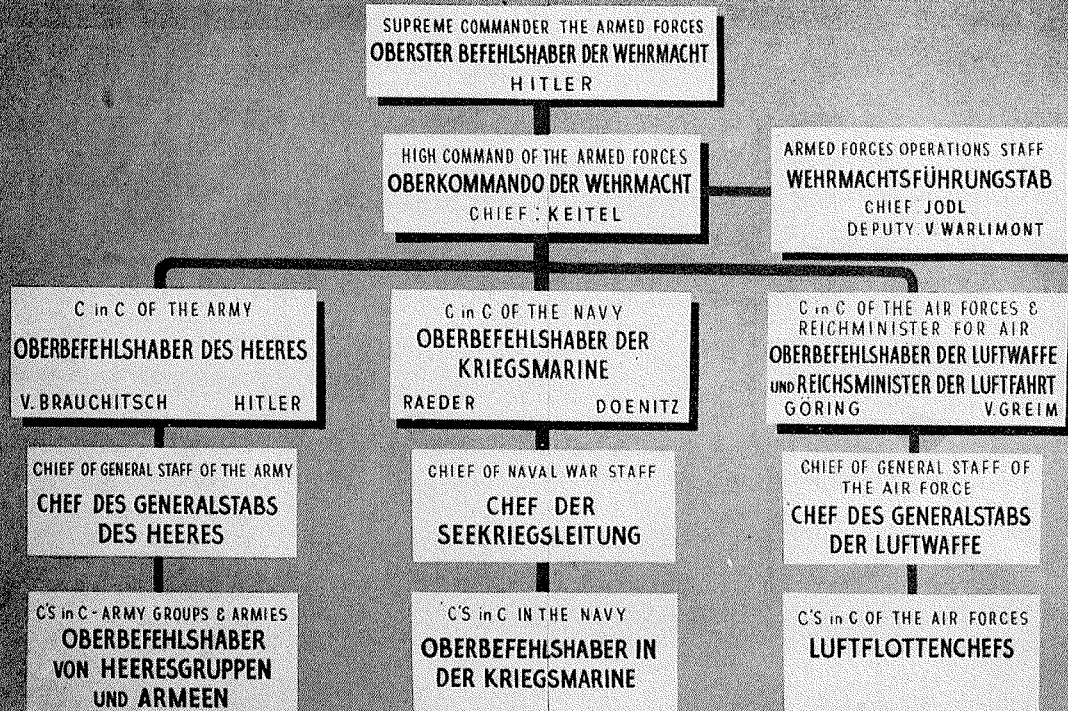 SUPREME COMMANDER THE ARMED FORCES
OBERSTER BEFEHLSHABER DER WEHRMACHT
HITLER
HIGH COMMAND OF THE ARMED FORCES
OBERKOMMANDO DER WEHRMACHT
CHIEF : KEITEL
ARMED FORCES OPERATIONS STAFF
WEHRMACHTSFÜHRUNGSTAB
CHIEF JODL
DEPUTY V WARLIMONT
C in C OF THE ARMY
OBERBEFEHLSHABER DES HEERES
V. BRAUCHITSCH HITLER
C in C OF THE NAVY
OBERBEFEHLSHABER DER
KRIEGSMARINE
RAEDER DOENITZ
C in C OF THE AIR FORCES &
REICHMINISTER FOR AIR
OBERBEFEHLSHABER DER LUFTWAFFE
UND REICHSMINISTER DER LUFTFAHRT
GÖRING V. GREIM
CHIEF OF GENERAL STAFF OF THE ARMY
CHEF DES GENERALSTABS
DES HEERES
CHIEF OF NAVAL WAR STAFF
CHEF DER
SEEKRIEGSLEITUNG
CHIEF OF GENERAL STAFF OF
THE AIR FORCE
CHEF DES GENERALSTABS
DER LUFTWAFFE
C'S in C - ARMY GROUPS & ARMIES
OBERBEFEHLSHABER
VON HEERESGRUPPEN
UND ARMEEN
C'S in C IN THE NAVY
OBERBEFEHLSHABER IN
DER KRIEGSMARINE
C'S in C OF THE AIR FORCES
LUFTFLOTTENCHEFS